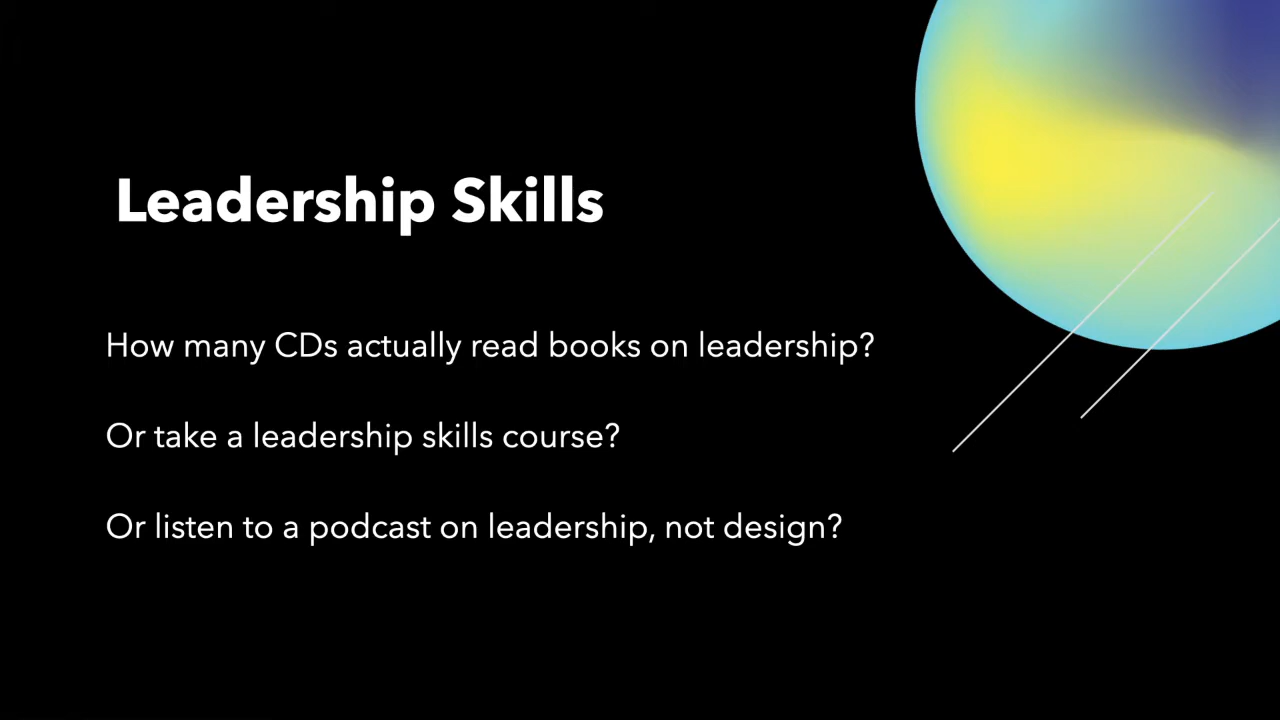 Leadership Skills
How many CDs actually read books on leadership?
Or take a leadership skills course?
Or listen to a podcast on leadership, not design?